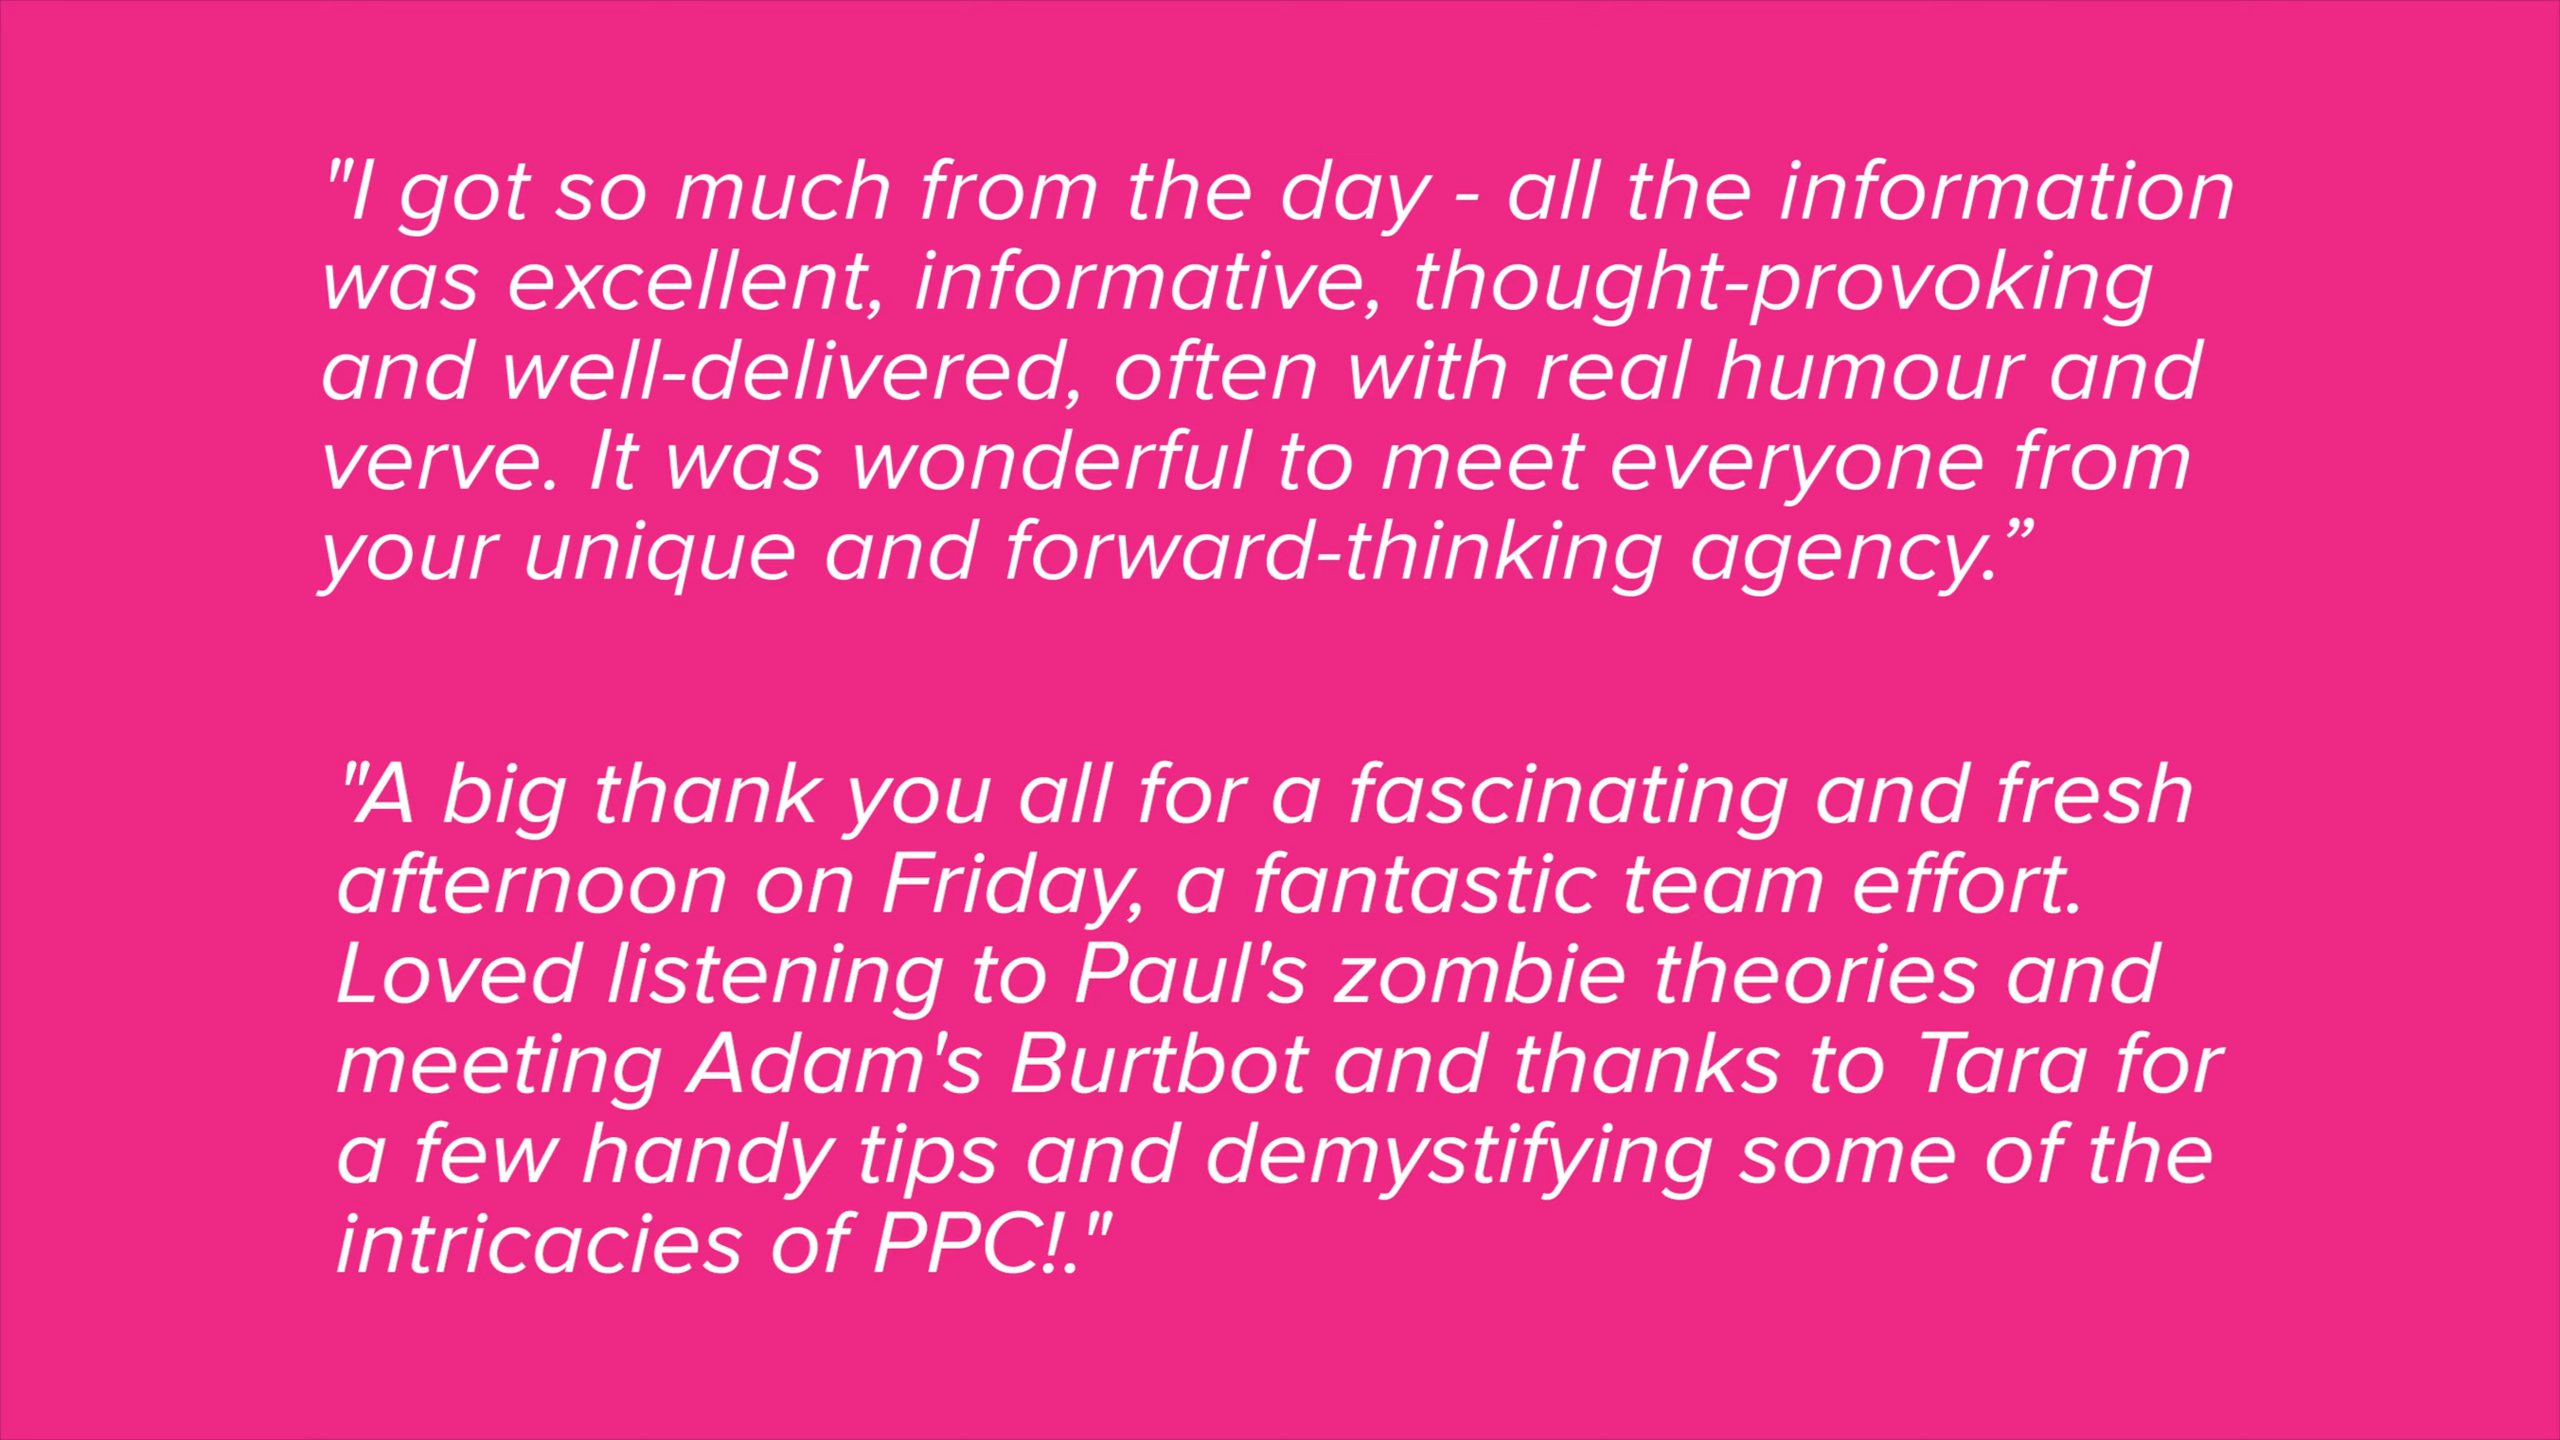 "I got so much from the day - all the information
was excellent, informative, thought-provoking
and well-delivered, often with real humour and
verve. It was wonderful to meet everyone from
your unique and forward-thinking agency.”
"A big thank you all for a fascinating and fresh
afternoon on Friday, a fantastic team effort.
Loved listening to Paul's zombie theories and
meeting Adam's Burtbot and thanks to Tara for
a few handy tips and demystifying some of the
intricacies of PPC!."